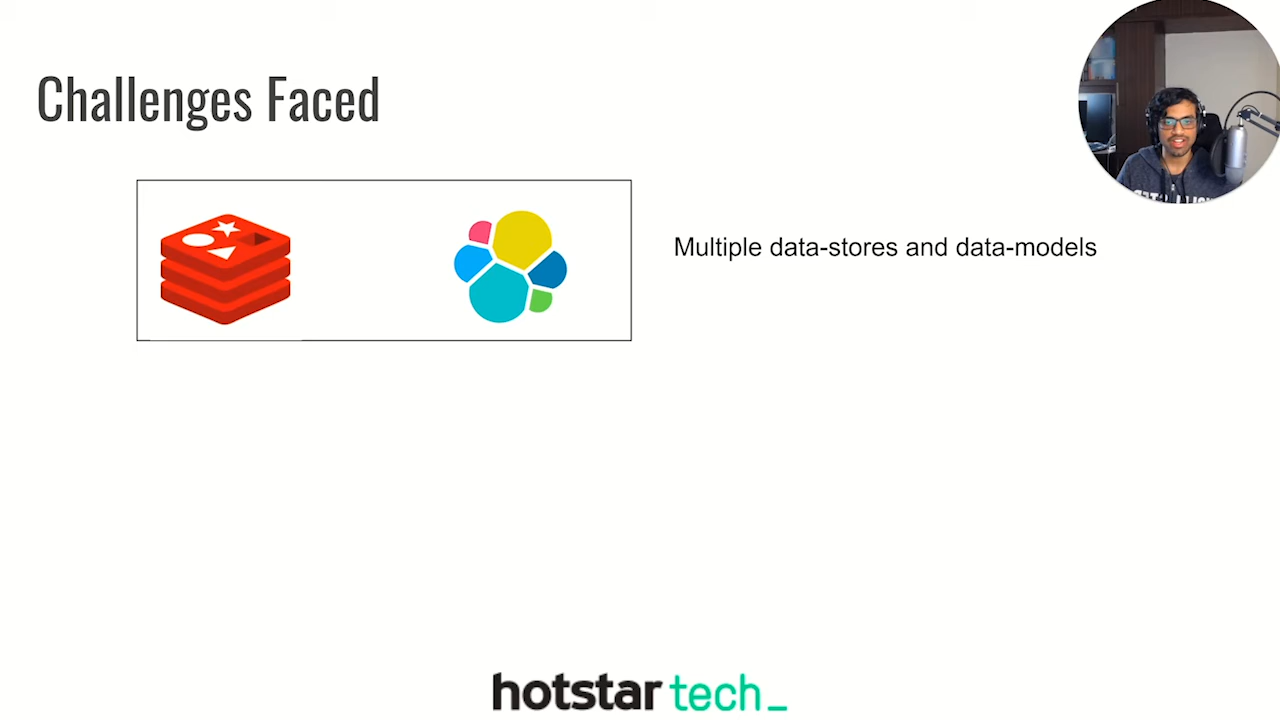 Challenges Faced
Multiple data-stores and data-models
hotstar tech_